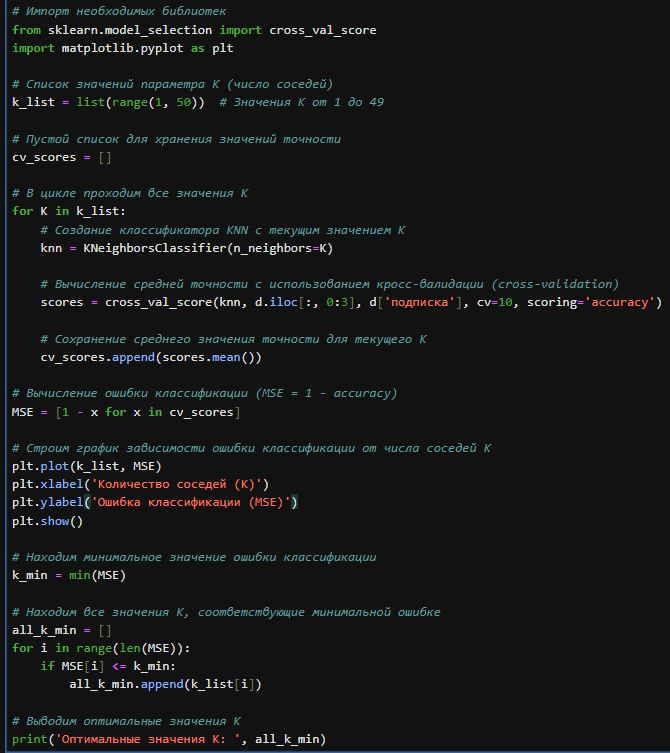 # Импорт необходимых библиотек
from sklearn.model_selection import cross_val_score
import matplotlib.pyplot as plt
# Список значений параметра K (число соседей)
k_list = list(range(1, 50))  # Значения K от 1 до 49
# Пустой список для хранения значений точности
cv_scores = []
# В цикле проходим все значения K
for K in k_list:
    # Создание классификатора KNN с текущим значением K
    knn = KNeighborsClassifier(n_neighbors=K)
    # Вычисление средней точности с использованием кросс-валидации (cross-validation)
    scores = cross_val_score(knn, d.iloc[:, 0:3], d['подписка'], cv=10, scoring='accuracy')
    # Сохранение среднего значения точности для текущего K
    cv_scores.append(scores.mean())
# Вычисление ошибки классификации (MSE = 1 - accuracy)
MSE = [1 - x for x in cv_scores]
# Строим график зависимости ошибки классификации от числа соседей K
plt.plot(k_list, MSE)
plt.xlabel('Количество соседей (K)')
plt.ylabel('Ошибка классификации (MSE)')
plt.show()
# Находим минимальное значение ошибки классификации
k_min = min(MSE)
# Находим все значения K, соответствующие минимальной ошибке
all_k_min = []
for i in range(len(MSE)):
    if MSE[i] <= k_min:
        all_k_min.append(k_list[i])
# Выводим оптимальные значения K
print('Оптимальные значения K: ', all_k_min)